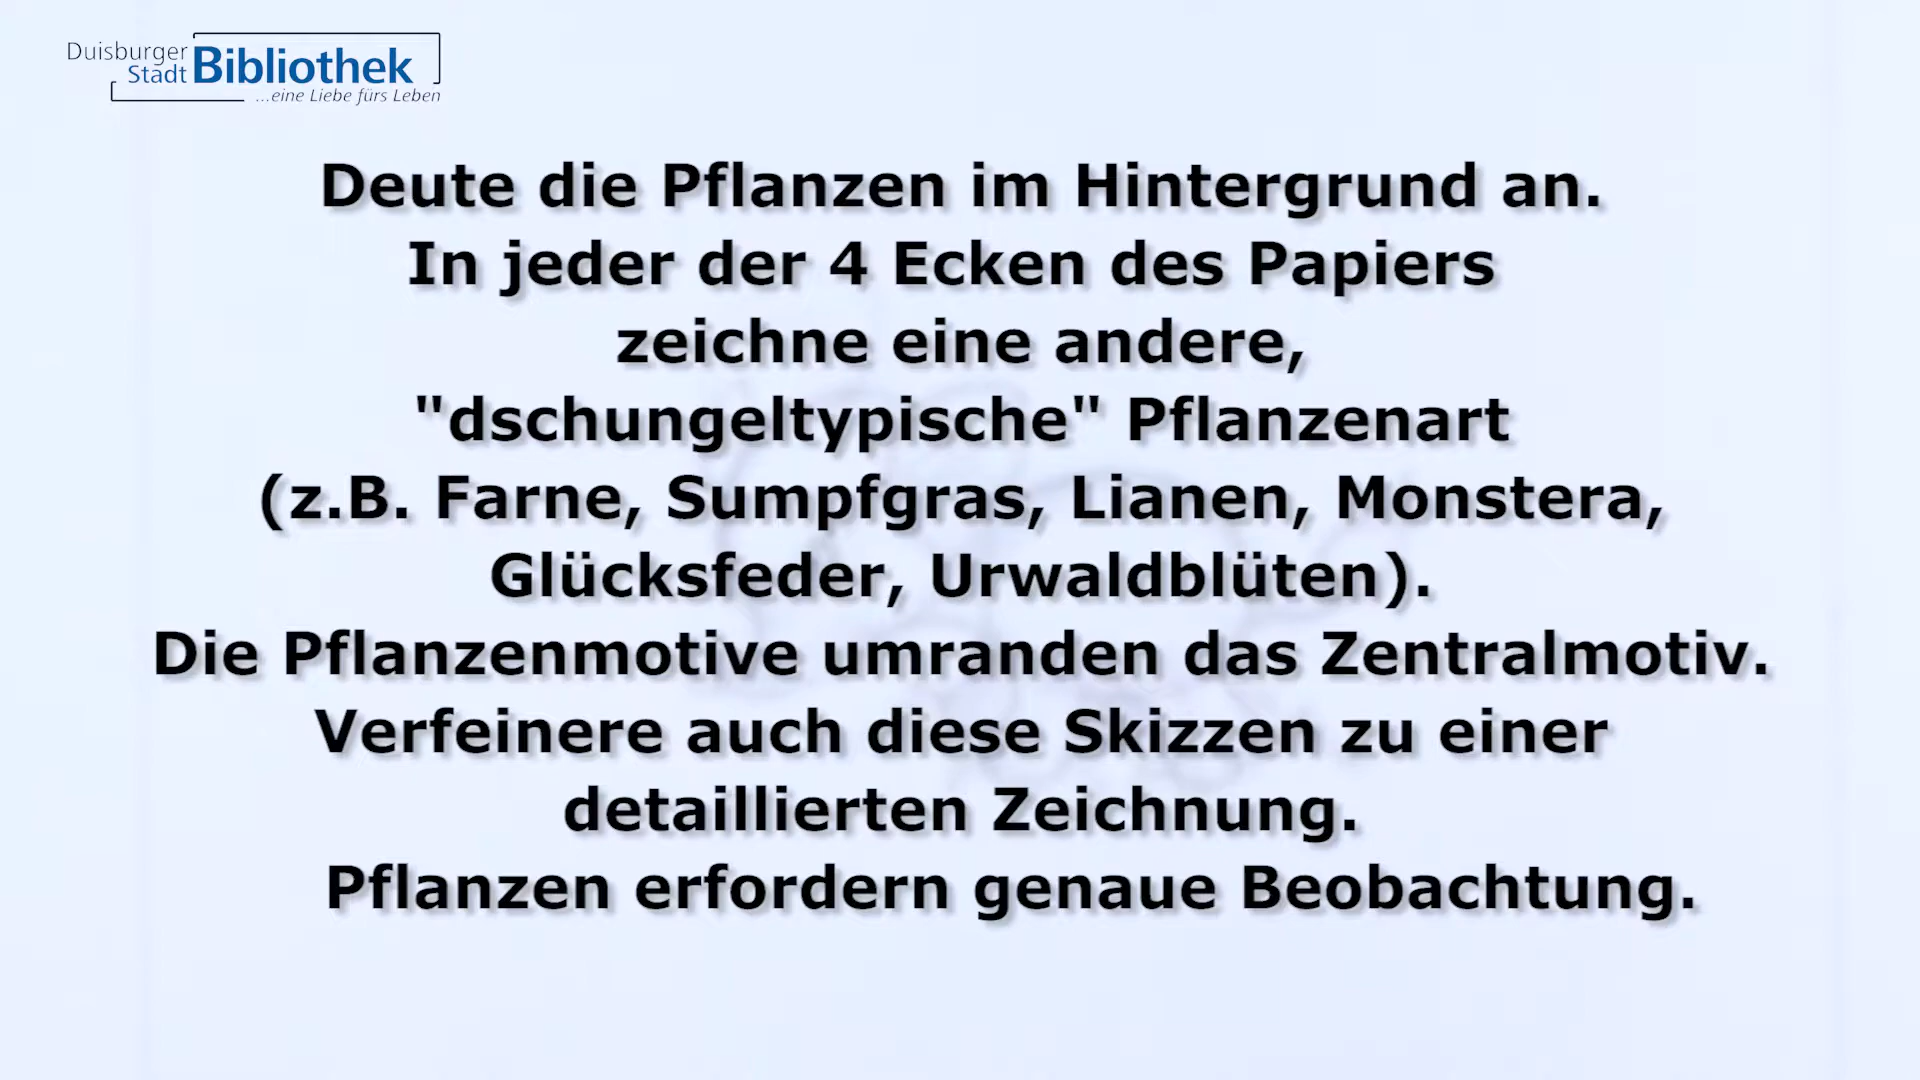 Duisburger
Stadt Bibliothek
...eine Liebe fürs Leben
Deute die Pflanzen im Hintergrund an.
In jeder der 4 Ecken des Papiers
zeichne eine andere,
"dschungeltypische" Pflanzenart
(z.B. Farne, Sumpfgras, Lianen, Monstera,
Glücksfeder, Urwaldblüten).
Die Pflanzenmotive umranden das Zentralmotiv.
Verfeinere auch diese Skizzen zu einer
detaillierten Zeichnung.
Pflanzen erfordern genaue Beobachtung.